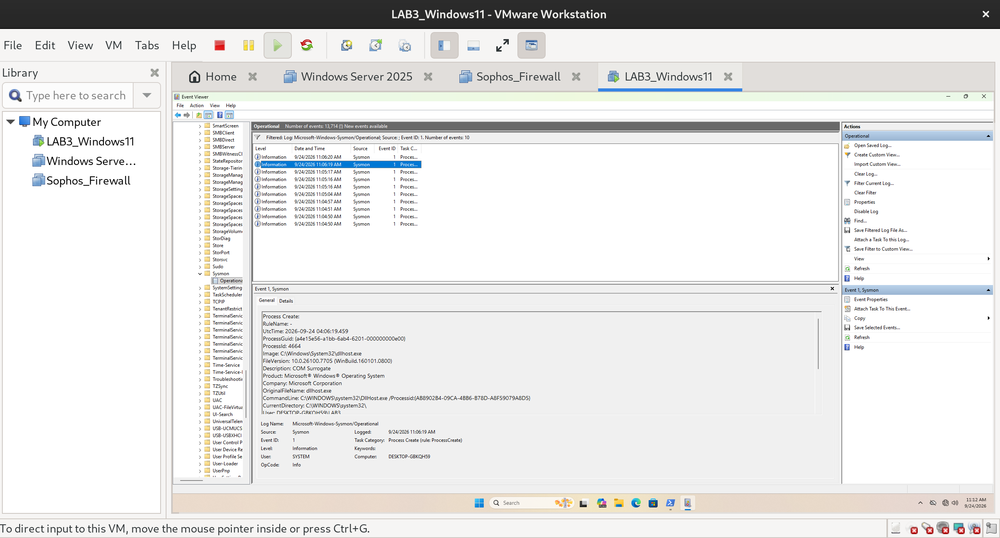 LAB3_Windows11 - VMware Workstation
File Edit View VM Tabs Help
Library
Type here to search
My Computer
LAB3_Windows11
Windows Serve...
Sophos_Firewall
Home
Windows Server 2025
Sophos_Firewall
LAB3_Windows11
Event Viewer
File Action View Help
SmartScreen
SMBClient
SMBDirect
SMBServer
SMBWitnessCl
StateRepositor
Storage-Tierin
StorageManag
StorageManag
StorageSetting
StorageSpaces
StorageSpaces
StorageSpaces
StorageSpaces
StorageSpaces
StorageVolum
StorDiag
Store
StorPort
Storsvc
Sudo
Sysmon
Operationa
SystemSetting
TaskScheduler
TCPIP
TenantRestrict
TerminalServic
TerminalServic
TerminalServic
TerminalServic
TerminalServic
TerminalServic
TerminalServic
Time-Service
Time-Service-I
Troubleshootin
TZSync
TZUtil
UAC
UAC-FileVirtua
UI-Search
UniversalTelem
USB-UCMUCS
USB-USBXHCI
User Control P
User Device Re
User Profile Se
User-Loader
UserPnp
Operational Number of events: 13,714 (!) New events available
Filtered: Log: Microsoft-Windows-Sysmon/Operational; Source: ; Event ID: 1. Number of events: 10
Level Date and Time Source Event ID Task C...
Information 9/24/2026 11:06:20 AM Sysmon 1 Proces...
Information 9/24/2026 11:06:19 AM Sysmon 1 Proces...
Information 9/24/2026 11:05:17 AM Sysmon 1 Proces...
Information 9/24/2026 11:05:16 AM Sysmon 1 Proces...
Information 9/24/2026 11:05:16 AM Sysmon 1 Proces...
Information 9/24/2026 11:05:04 AM Sysmon 1 Proces...
Information 9/24/2026 11:04:57 AM Sysmon 1 Proces...
Information 9/24/2026 11:04:51 AM Sysmon 1 Proces...
Information 9/24/2026 11:04:50 AM Sysmon 1 Proces...
Information 9/24/2026 11:04:50 AM Sysmon 1 Proces...
Event 1, Sysmon
General Details
Process Create:
RuleName: -
UtcTime: 2026-09-24 04:06:19.459
ProcessGuid: {a4e15e56-a1bb-6ab4-6201-000000000e00}
ProcessId: 4664
Image: C:\Windows\System32\dllhost.exe
FileVersion: 10.0.26100.7705 (WinBuild.160101.0800)
Description: COM Surrogate
Product: Microsoft® Windows® Operating System
Company: Microsoft Corporation
OriginalFileName: dllhost.exe
CommandLine: C:\WINDOWS\system32\DllHost.exe /Processid:{AB8902B4-09CA-4BB6-B78D-A8F59079A8D5}
CurrentDirectory: C:\WINDOWS\system32\
User: DESKTOP-GBKQH59\LAB3
Log Name: Microsoft-Windows-Sysmon/Operational
Source: Sysmon Logged: 9/24/2026 11:06:19 AM
Event ID: 1 Task Category: Process Create (rule: ProcessCreate)
Level: Information Keywords:
User: SYSTEM Computer: DESKTOP-GBKQH59
OpCode: Info
Actions
Operational
Open Saved Log...
Create Custom View...
Import Custom View...
Clear Log...
Filter Current Log...
Clear Filter
Properties
Disable Log
Find...
Save Filtered Log File As...
Attach a Task To this Log...
Save Filter to Custom View...
View
Refresh
Help
Event 1, Sysmon
Event Properties
Attach Task To This Event...
Copy
Save Selected Events...
Refresh
Help
Search
M365
11:12 AM
9/24/2026
To direct input to this VM, move the mouse pointer inside or press Ctrl+G.